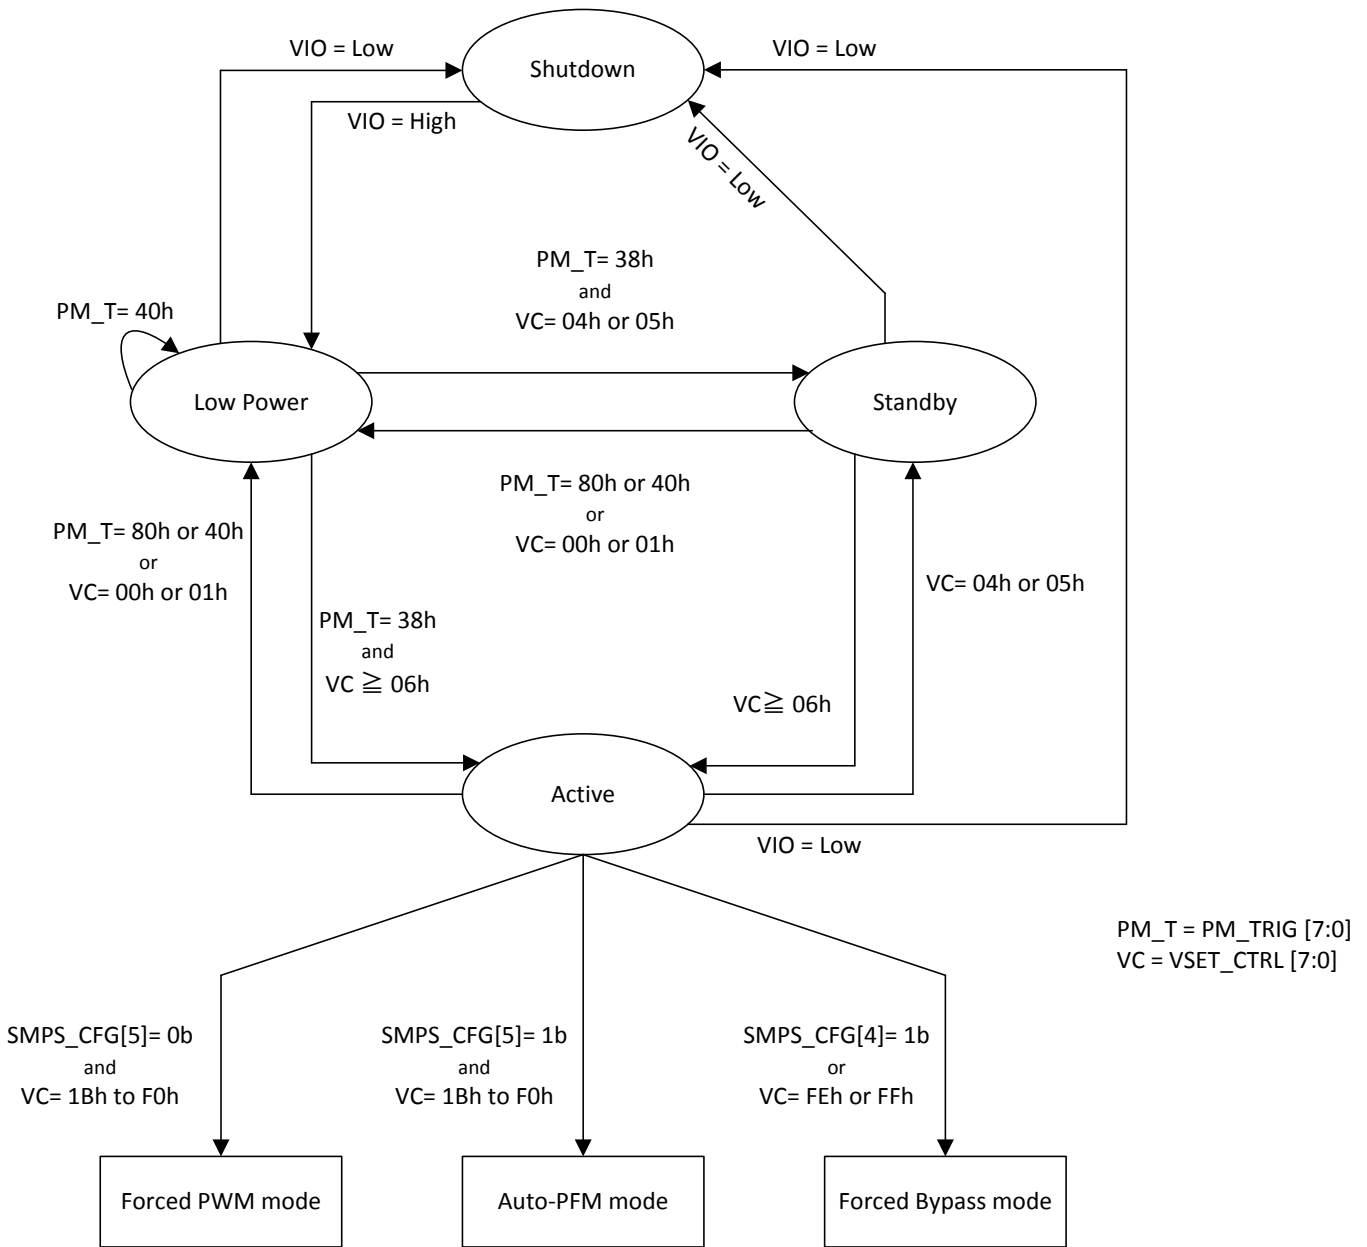 VIO = Low
Shutdown
VIO = Low
VIO = High
VIO = Low
PM_T= 38h
and
VC= 04h or 05h
PM_T= 40h
Low Power
Standby
PM_T= 80h or 40h
or
VC= 00h or 01h
PM_T= 80h or 40h
or
VC= 00h or 01h
VC= 04h or 05h
PM_T= 38h
and
VC ≧ 06h
VC≧ 06h
Active
VIO = Low
PM_T = PM_TRIG [7:0]
VC = VSET_CTRL [7:0]
SMPS_CFG[5]= 0b
and
VC= 1Bh to F0h
SMPS_CFG[5]= 1b
and
VC= 1Bh to F0h
SMPS_CFG[4]= 1b
or
VC= FEh or FFh
Forced PWM mode
Auto-PFM mode
Forced Bypass mode